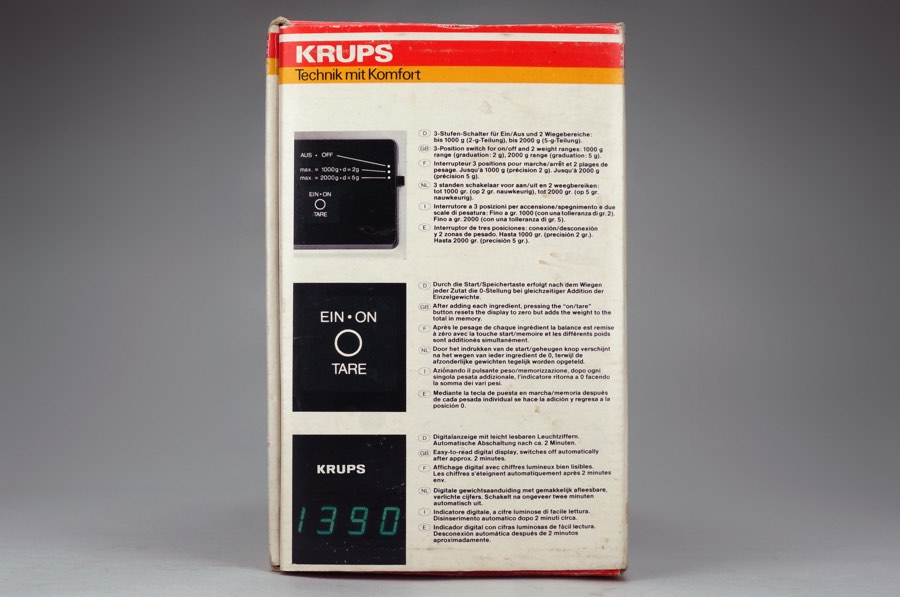 KRUPS
Technik mit Komfort
AUS • OFF
max. = 1000g • d = 2g
max. = 2000g • d = 5g
EIN • ON
TARE
D 3-Stufen-Schalter für Ein/Aus und 2 Wiegebereiche:
bis 1000 g (2-g-Teilung), bis 2000 g (5-g-Teilung).
GB 3-Position switch for on/off and 2 weight ranges: 1000 g
range (graduation: 2 g), 2000 g range (graduation: 5 g).
F Interrupteur 3 positions pour marche/arrêt et 2 plages de
pesage. Jusqu'à 1000 g (précision 2 g). Jusqu'à 2000 g
(précision 5 g).
NL 3 standen schakelaar voor aan/uit en 2 weegbereiken:
tot 1000 gr. (op 2 gr. nauwkeurig), tot 2000 gr. (op 5 gr.
nauwkeurig).
I Interrutore a 3 posizioni per accensione/spegnimento e due
scale di pesatura: Fino a gr. 1000 (con una tolleranza di gr. 2).
Fino a gr. 2000 (con una tolleranza di gr. 5).
E Interruptor de tres posiciones: conexión/desconexión
y 2 zonas de pesado. Hasta 1000 gr. (precisión 2 gr.).
Hasta 2000 gr. (precisión 5 gr.).
EIN • ON
TARE
D Durch die Start/Speichertaste erfolgt nach dem Wiegen
jeder Zutat die 0-Stellung bei gleichzeitiger Addition der
Einzelgewichte.
GB After adding each ingredient, pressing the "on/tare"
button resets the display to zero but adds the weight to the
total in memory.
F Après le pesage de chaque ingrédient la balance est remise
à zéro avec la touche start/memoire et les différents poids
sont additionés simultanément.
NL Door het indrukken van de start/geheugen knop verschijnt
na het wegen van ieder ingredient de 0, terwijl de
afzonderlijke gewichten tegelijk worden opgeteld.
I Aziônando il pulsante peso/memorizzazione, dopo ogni
singola pesata addizionale, l'indicatore ritorna a 0 facendo
la somma dei vari pesi.
E Mediante la tecla de puesta en marcha/memoria después
de cada pesada individual se hace la adición y regresa a la
posición 0.
KRUPS
1390
D Digitalanzeige mit leicht lesbaren Leuchtziffern.
Automatische Abschaltung nach ca. 2 Minuten.
GB Easy-to-read digital display, switches off automatically
after approx. 2 minutes.
F Affichage digital avec chiffres lumineux bien lisibles.
Les chiffres s'éteignent automatiquement après 2 minutes
env.
NL Digitale gewichtsaanduiding met gemakkelijk afleesbare,
verlichte cijfers. Schakelt na ongeveer twee minuten
automatisch uit.
I Indicatore digitale, a cifre luminose di facile lettura.
Disinserimento automatico dopo 2 minuti circa.
E Indicador digital con cifras luminosas de fácil lectura.
Desconexión automática después de 2 minutos
aproximadamente.